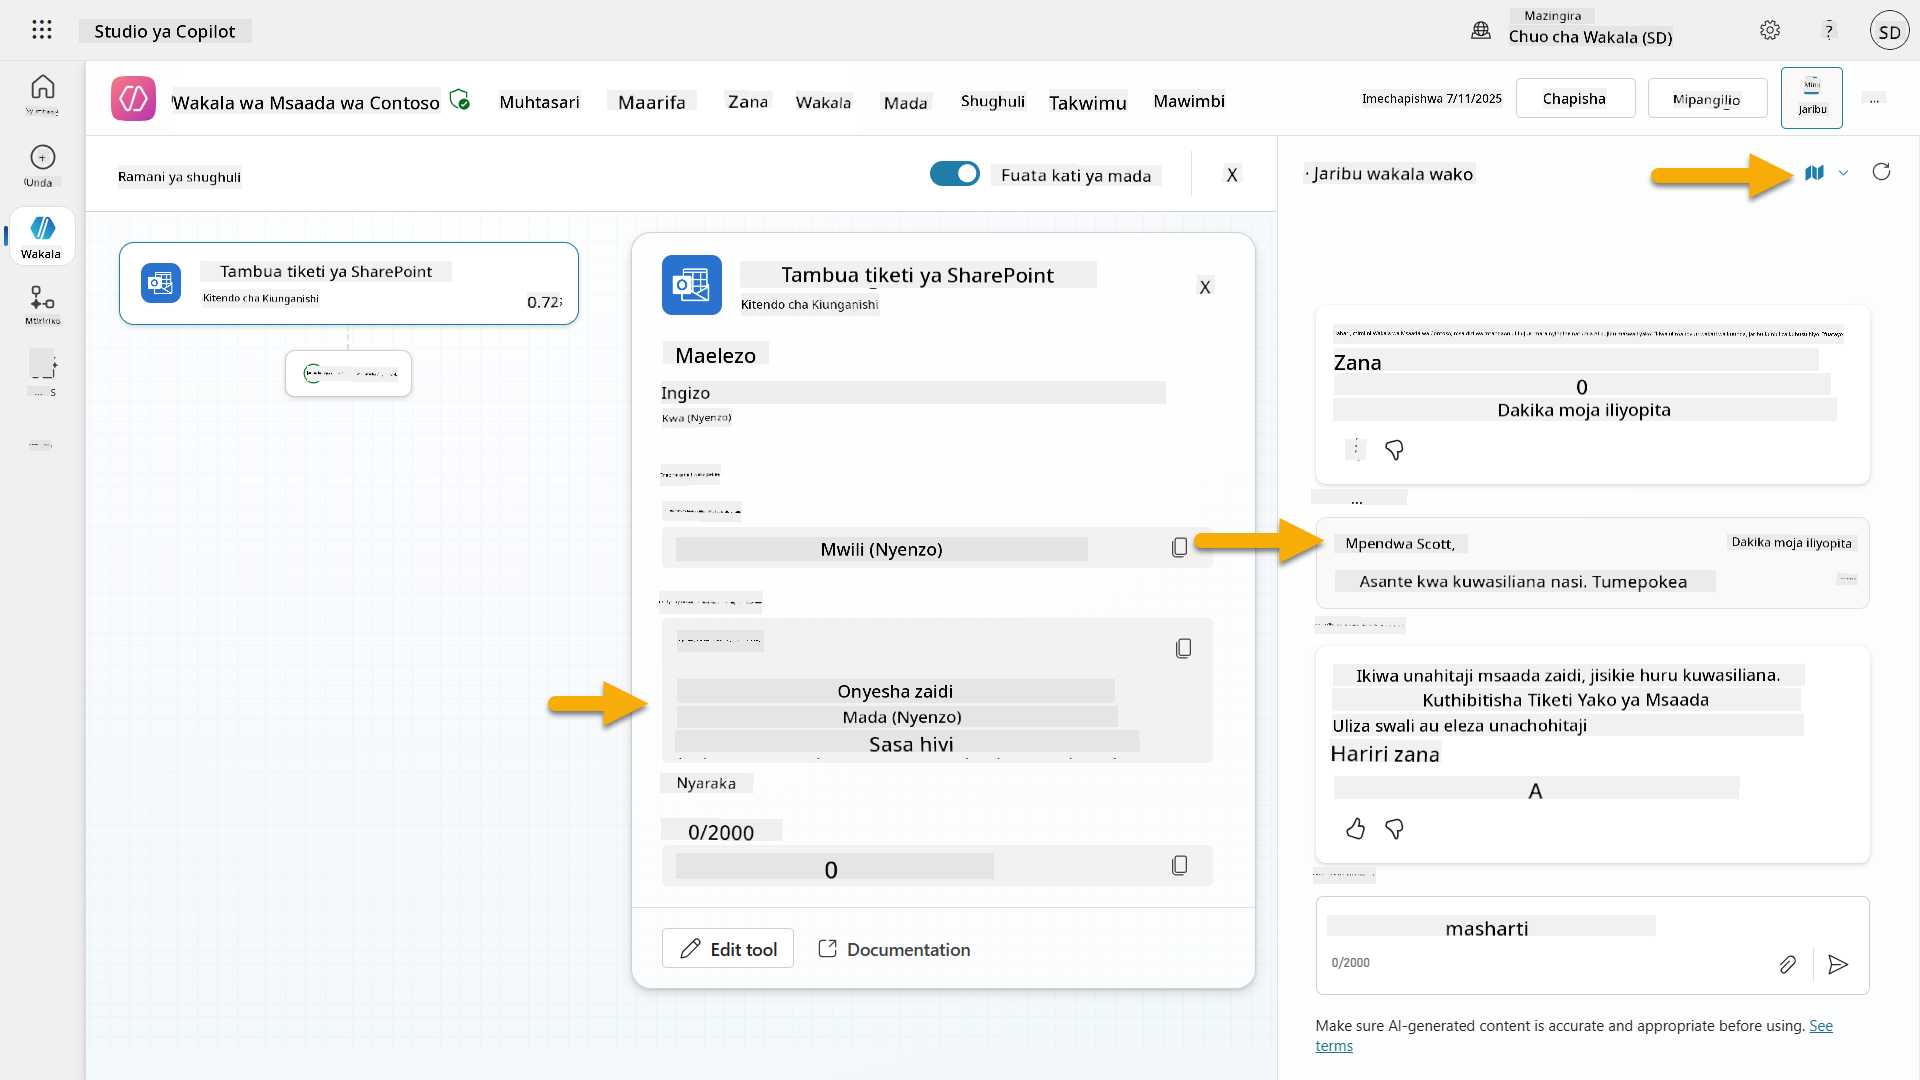 Studio ya Copilot
Mazingira
Chuo cha Wakala (SD)
?
SD
Wakala wa Msaada wa Contoso
Muhtasari
Maarifa
Zana
Wakala
Mada
Shughuli
Takwimu
Mawimbi
Imechapishwa 7/11/2025
Chapisha
Mipangilio
Jaribu
...
Unda
Wakala
Ramani ya shughuli
Fuata kati ya mada
X
Jaribu wakala wako
Tambua tiketi ya SharePoint
Kitendo cha Kiunganishi
0.72s
Tambua tiketi ya SharePoint
Kitendo cha Kiunganishi
X
Maelezo
Ingizo
Kwa (Nyenzo)
Mwili (Nyenzo)
Onyesha zaidi
Mada (Nyenzo)
Sasa hivi
Nyaraka
0/2000
0
Edit tool
Documentation
Zana
0
Dakika moja iliyopita
...
Mpendwa Scott,
Dakika moja iliyopita
Asante kwa kuwasiliana nasi. Tumepokea
Ikiwa unahitaji msaada zaidi, jisikie huru kuwasiliana.
Kuthibitisha Tiketi Yako ya Msaada
Uliza swali au eleza unachohitaji
Hariri zana
A
masharti
0/2000
Make sure AI-generated content is accurate and appropriate before using. See
terms